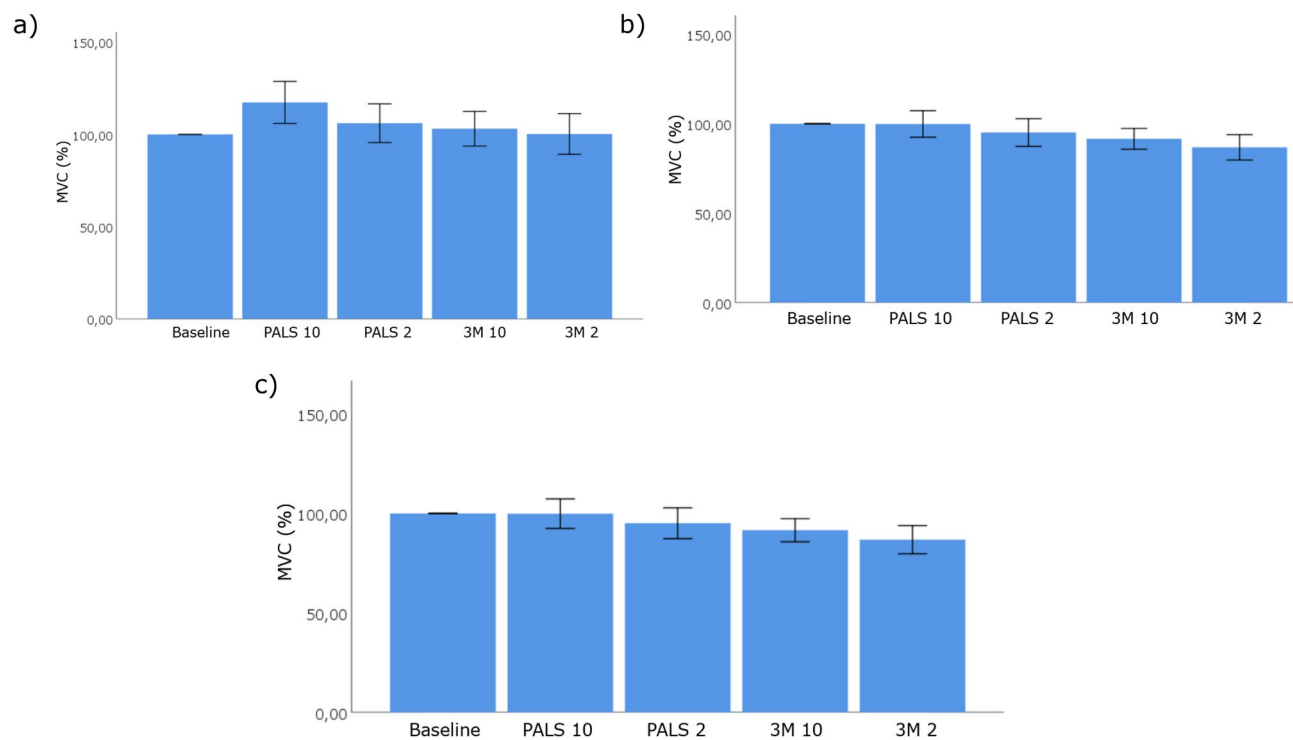 a)
MVC (%)
150,00
100,00
50,00
0,00
Baseline PALS 10 PALS 2 3M 10 3M 2
b)
MVC (%)
150,00
100,00
50,00
0,00
Baseline PALS 10 PALS 2 3M 10 3M 2
c)
MVC (%)
150,00
100,00
50,00
0,00
Baseline PALS 10 PALS 2 3M 10 3M 2